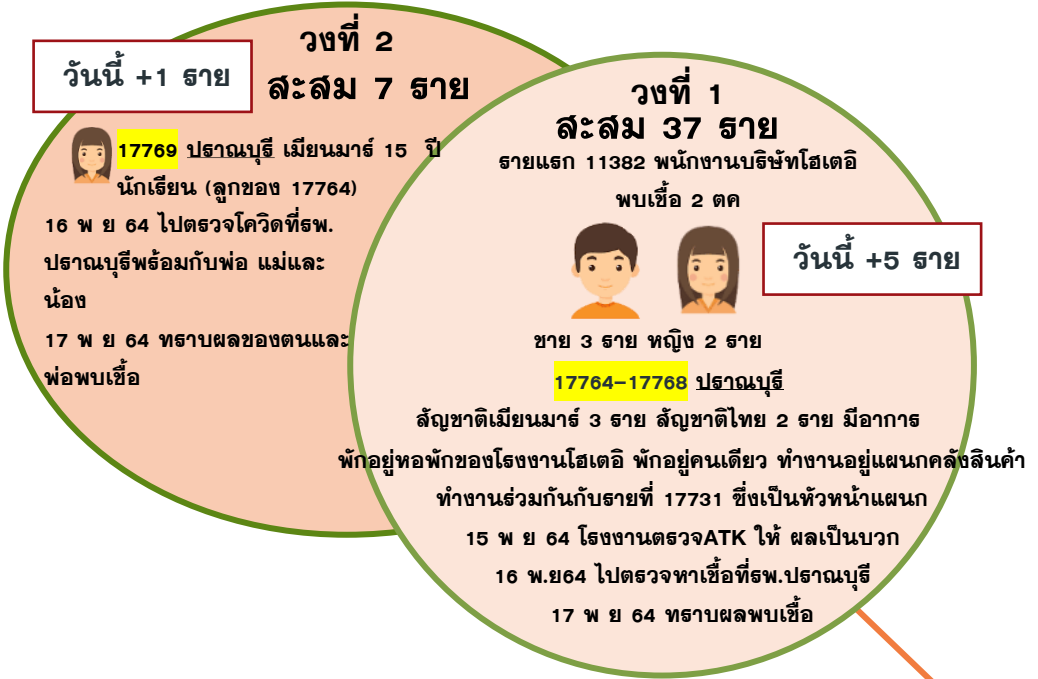 วงที่ 2
สะสม 7 ราย
วันนี้ +1 ราย
17769 ปราณบุรี เมียนมาร์ 15 ปี
นักเรียน (ลูกของ 17764)
16 พ ย 64 ไปตรวจโควิดที่รพ.
ปราณบุรีพร้อมกับพ่อ แม่และ
น้อง
17 พ ย 64 ทราบผลของตนและ
พ่อพบเชื้อ
วงที่ 1
สะสม 37 ราย
รายแรก 11382 พนักงานบริษัทโฮเตอิ
พบเชื้อ 2 ตค
วันนี้ +5 ราย
ชาย 3 ราย หญิง 2 ราย
17764-17768 ปราณบุรี
สัญชาติเมียนมาร์ 3 ราย สัญชาติไทย 2 ราย มีอาการ
พักอยู่หอพักของโรงงานโฮเตอิ พักอยู่คนเดียว ทำงานอยู่แผนกคลังสินค้า
ทำงานร่วมกันกับรายที่ 17731 ซึ่งเป็นหัวหน้าแผนก
15 พ ย 64 โรงงานตรวจATK ให้ ผลเป็นบวก
16 พ.ย64 ไปตรวจหาเชื้อที่รพ.ปราณบุรี
17 พ ย 64 ทราบผลพบเชื้อ